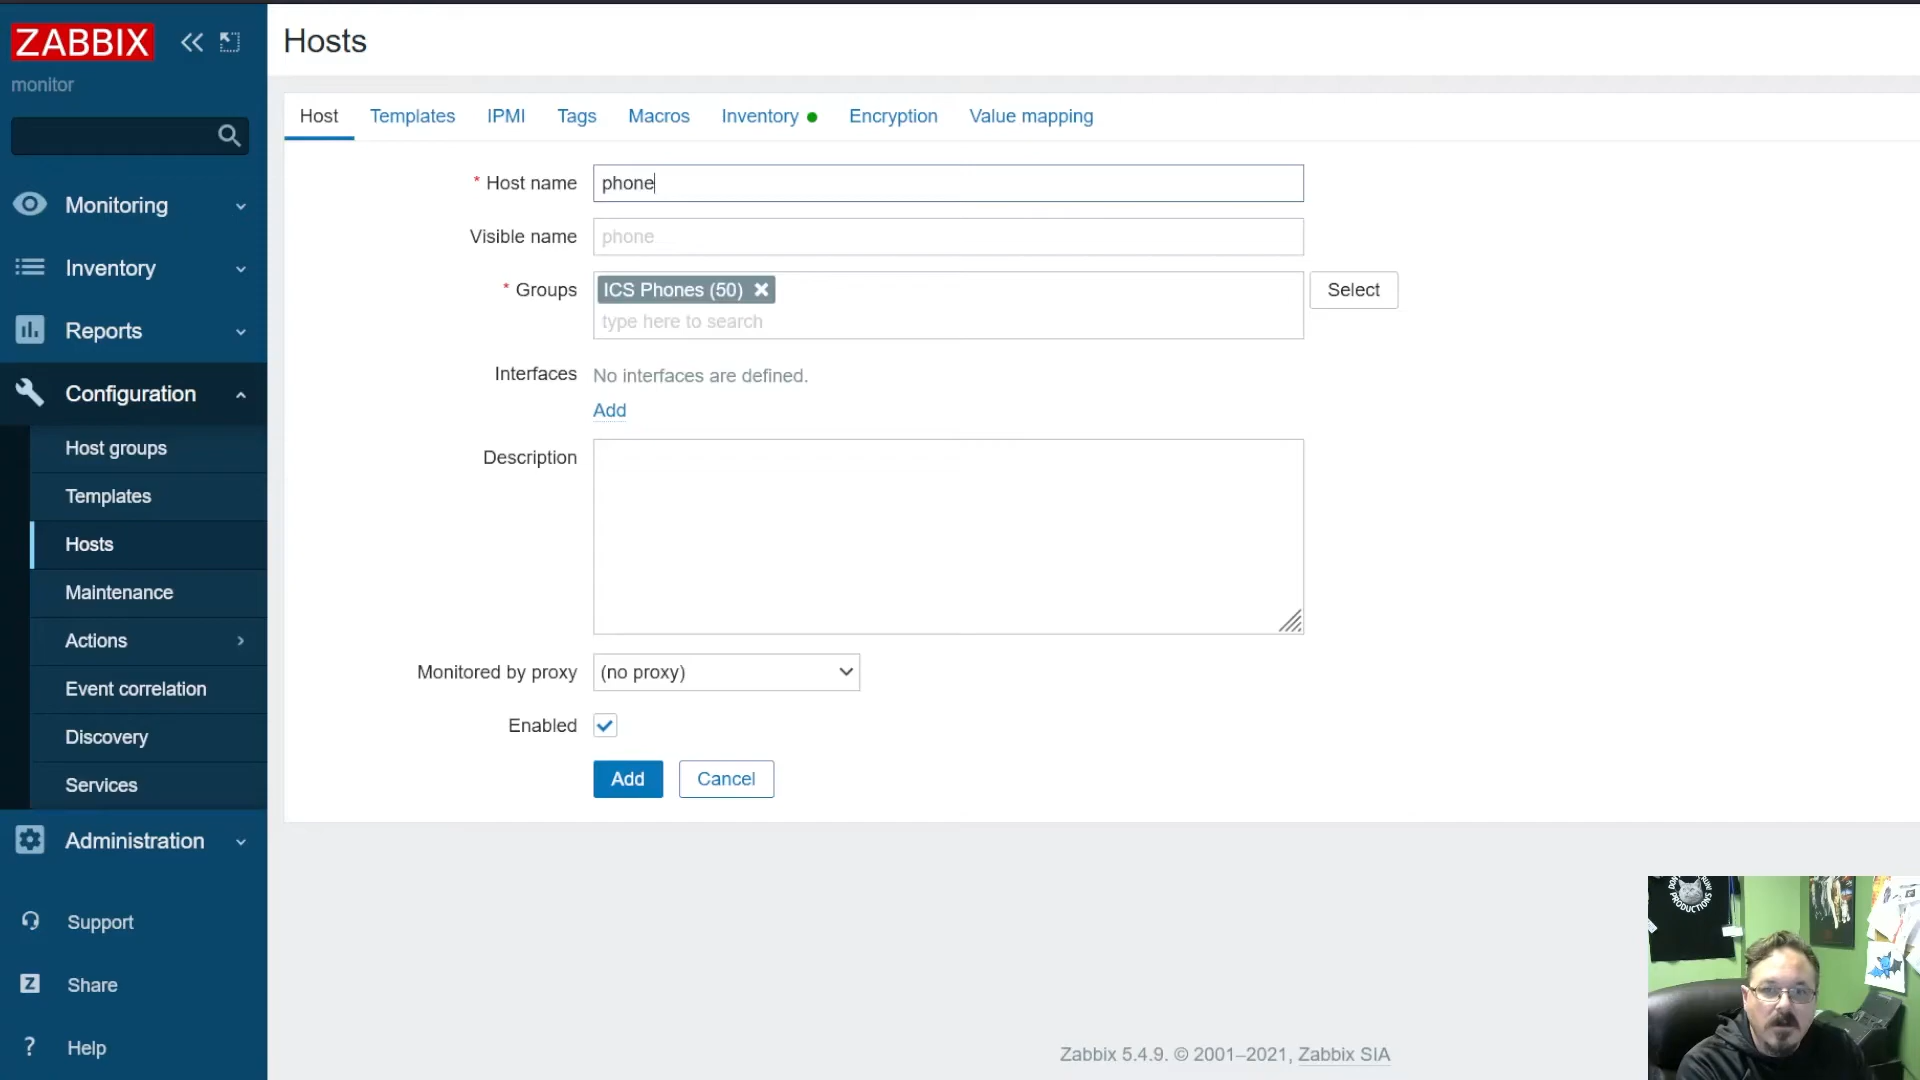 ZABBIX
monitor
Monitoring
Inventory
Reports
Configuration
Host groups
Templates
Hosts
Maintenance
Actions
Event correlation
Discovery
Services
Administration
Support
Share
Help
Hosts
Host Templates IPMI Tags Macros Inventory Encryption Value mapping
* Host name phone
Visible name phone
* Groups ICS Phones (50) Select
type here to search
Interfaces No interfaces are defined.
Add
Description
Monitored by proxy (no proxy)
Enabled
Add Cancel
Zabbix 5.4.9. © 2001–2021, Zabbix SIA
PRODUCTIONS